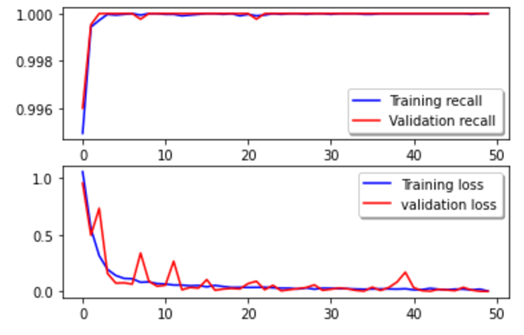 1.000
0.998
0.996
Training recall
Validation recall
0 10 20 30 40 50
1.0
0.5
0.0
Training loss
validation loss
0 10 20 30 40 50